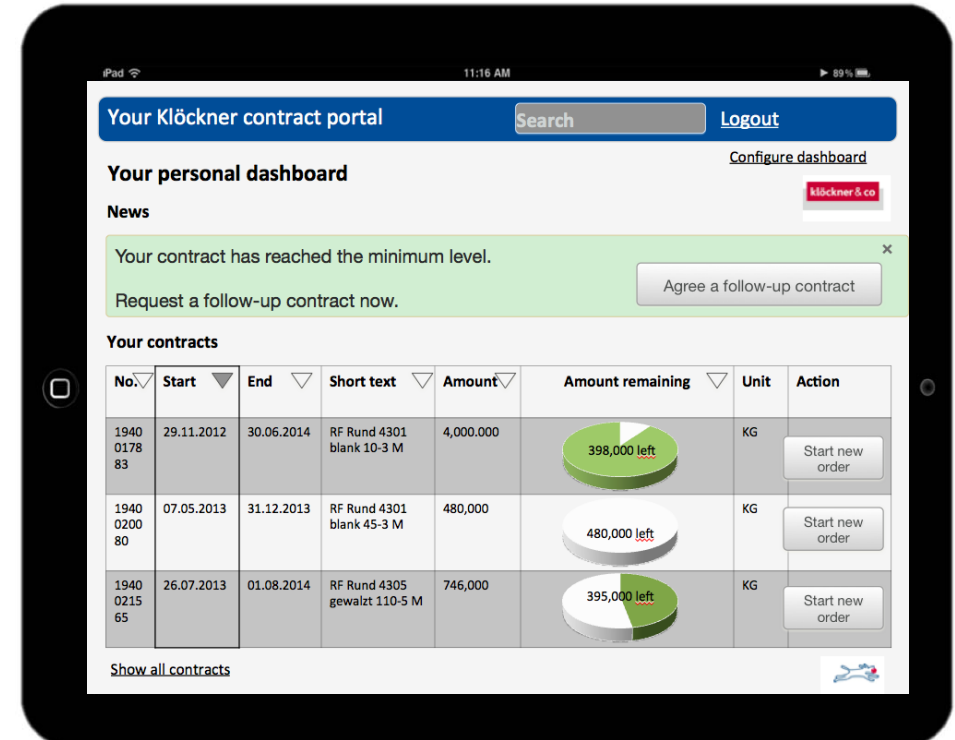 iPad 11:16 AM 89%
Your Klöckner contract portal Search Logout
Configure dashboard
Your personal dashboard
klöckner & co
News
Your contract has reached the minimum level.
Agree a follow-up contract
Request a follow-up contract now.
Your contracts
No. Start End Short text Amount Amount remaining Unit Action
1940 29.11.2012 30.06.2014 RF Rund 4301 4,000.000 KG
0178 blank 10-3 M 398,000 left Start new
83 order
1940 07.05.2013 31.12.2013 RF Rund 4301 480,000 KG
0200 blank 45-3 M 480,000 left Start new
80 order
1940 26.07.2013 01.08.2014 RF Rund 4305 746,000 KG
0215 gewalzt 110-5 M 395,000 left Start new
65 order
Show all contracts